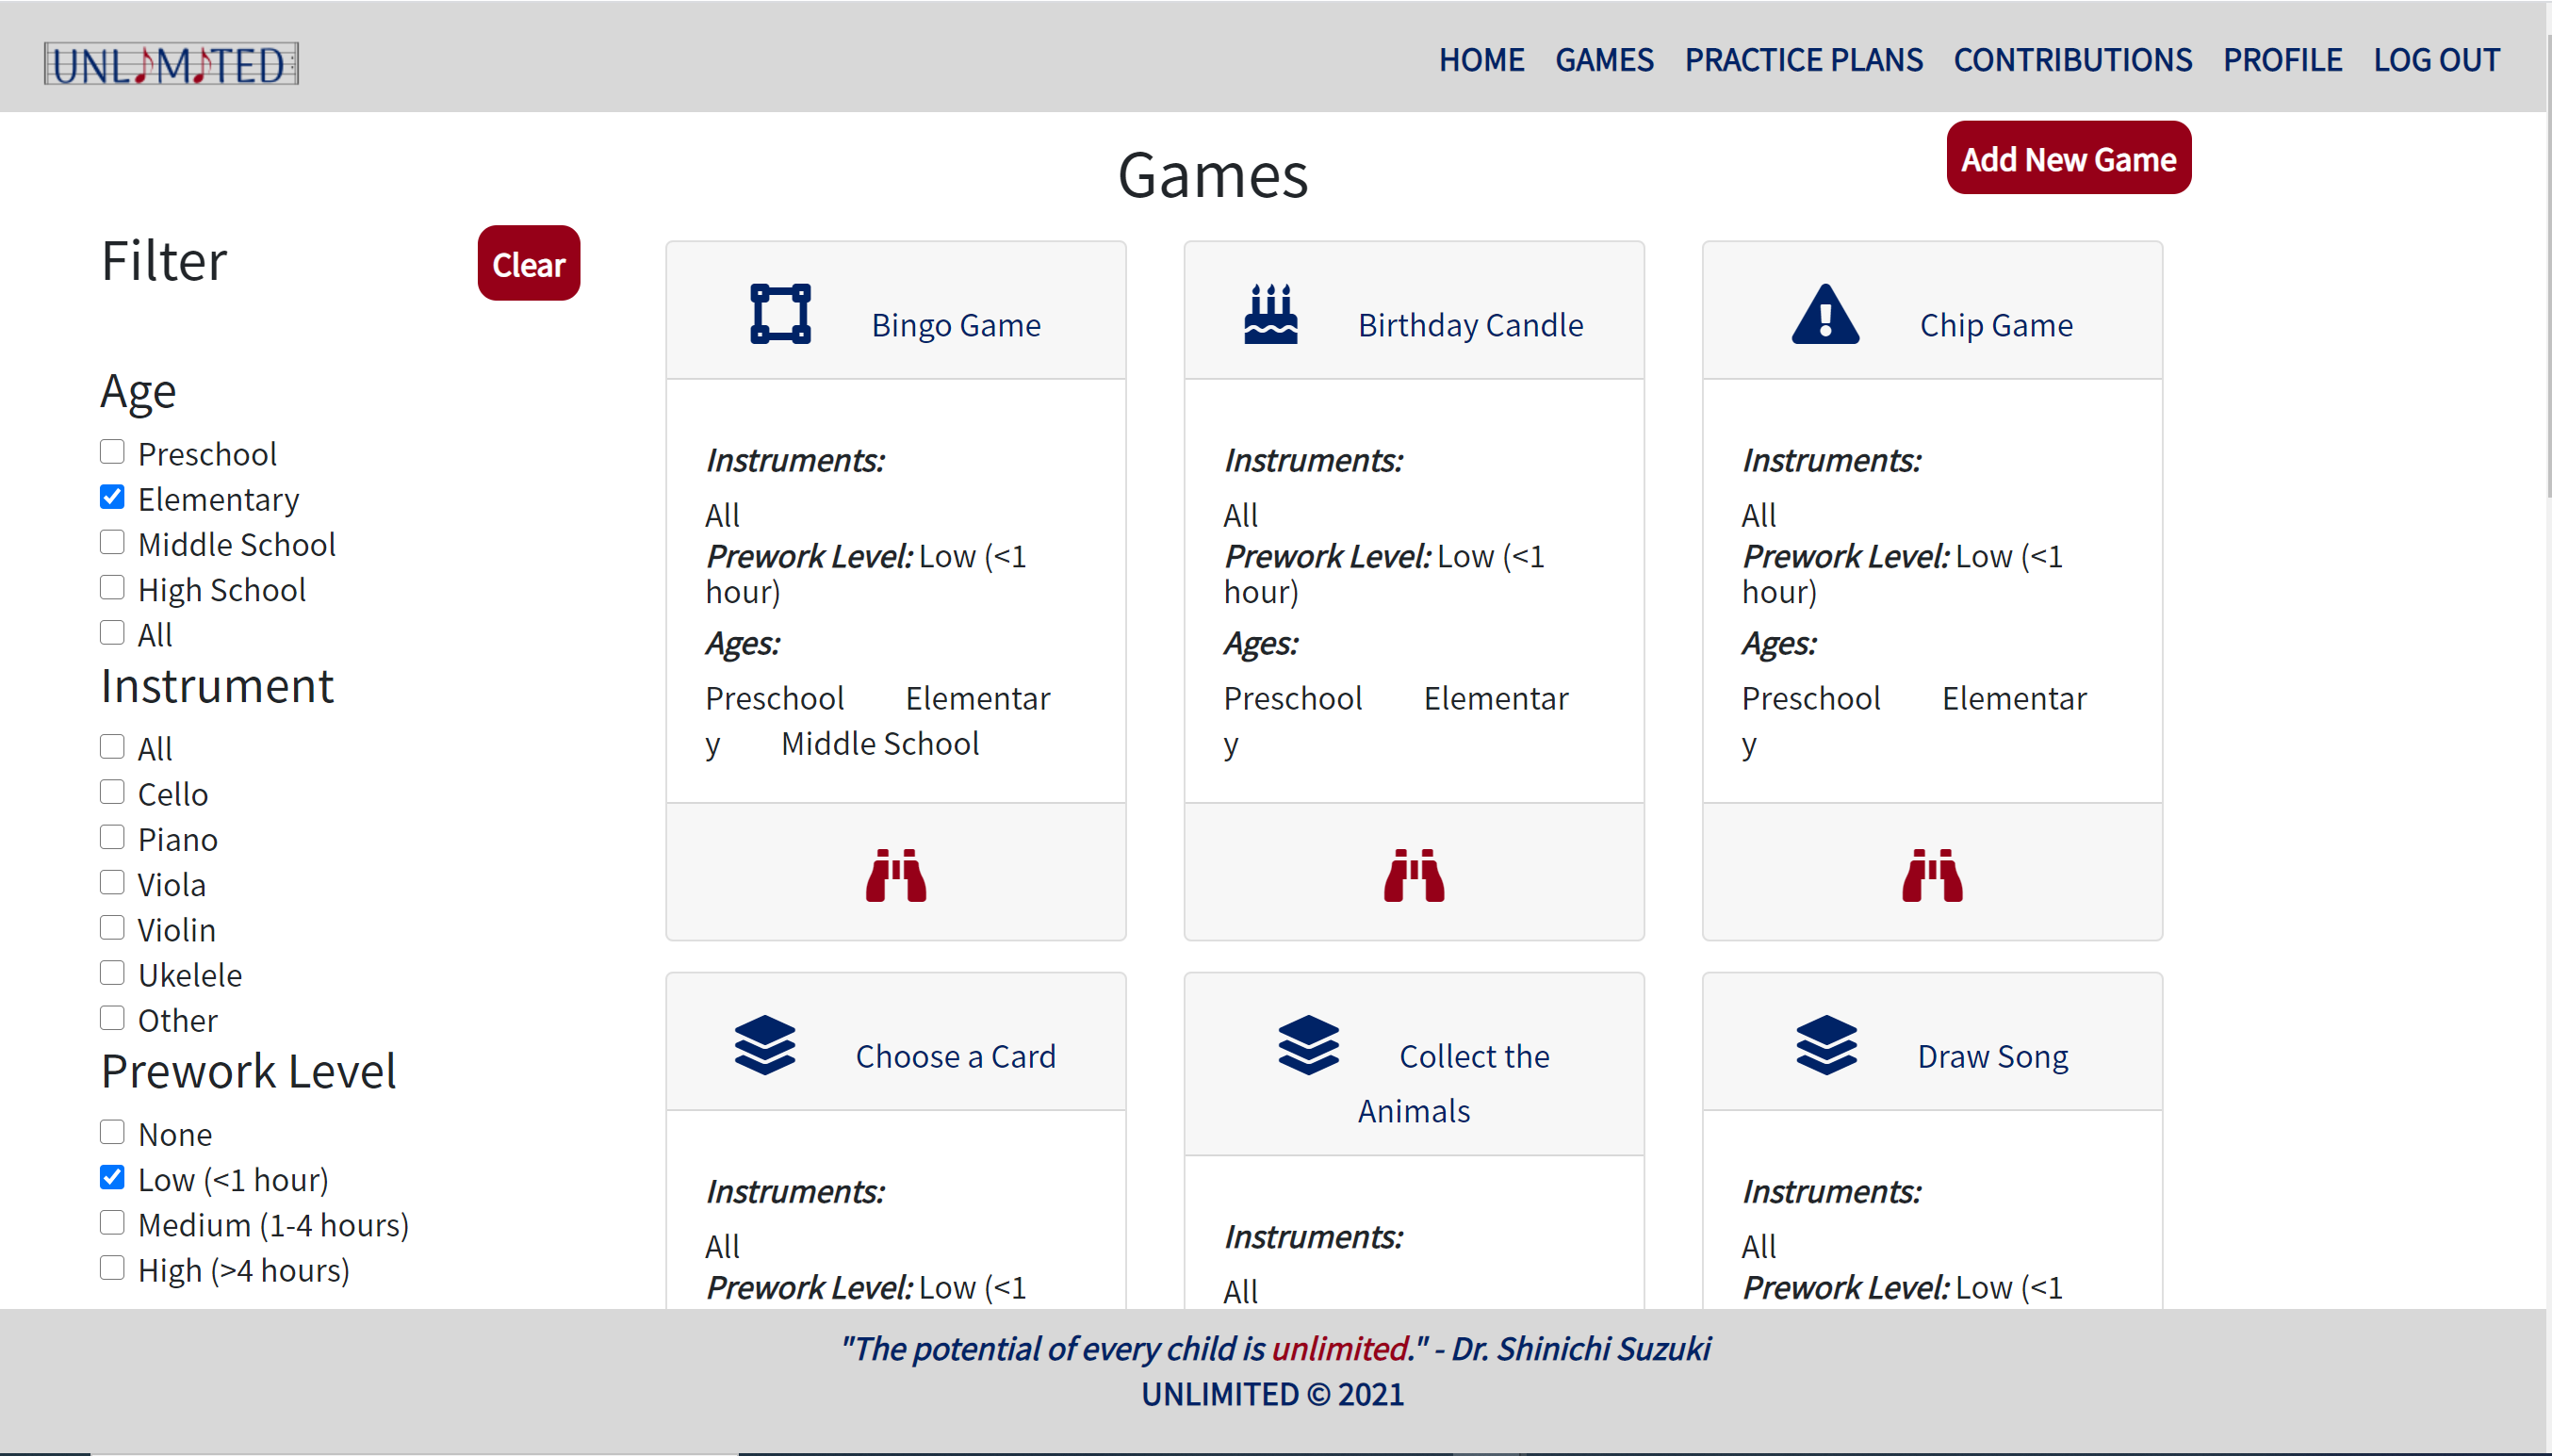 UNLIMITED
HOME GAMES PRACTICE PLANS CONTRIBUTIONS PROFILE LOG OUT
Games
Add New Game
Filter
Clear
Age
Preschool
Elementary
Middle School
High School
All
Instrument
All
Cello
Piano
Viola
Violin
Ukelele
Other
Prework Level
None
Low (<1 hour)
Medium (1-4 hours)
High (>4 hours)
Bingo Game
Instruments:
All
Prework Level: Low (<1
hour)
Ages:
Preschool Elementar
y Middle School
Birthday Candle
Instruments:
All
Prework Level: Low (<1
hour)
Ages:
Preschool Elementar
y
Chip Game
Instruments:
All
Prework Level: Low (<1
hour)
Ages:
Preschool Elementar
y
Choose a Card
Instruments:
All
Prework Level: Low (<1
Collect the
Animals
Instruments:
All
Draw Song
Instruments:
All
Prework Level: Low (<1
"The potential of every child is unlimited." - Dr. Shinichi Suzuki
UNLIMITED © 2021